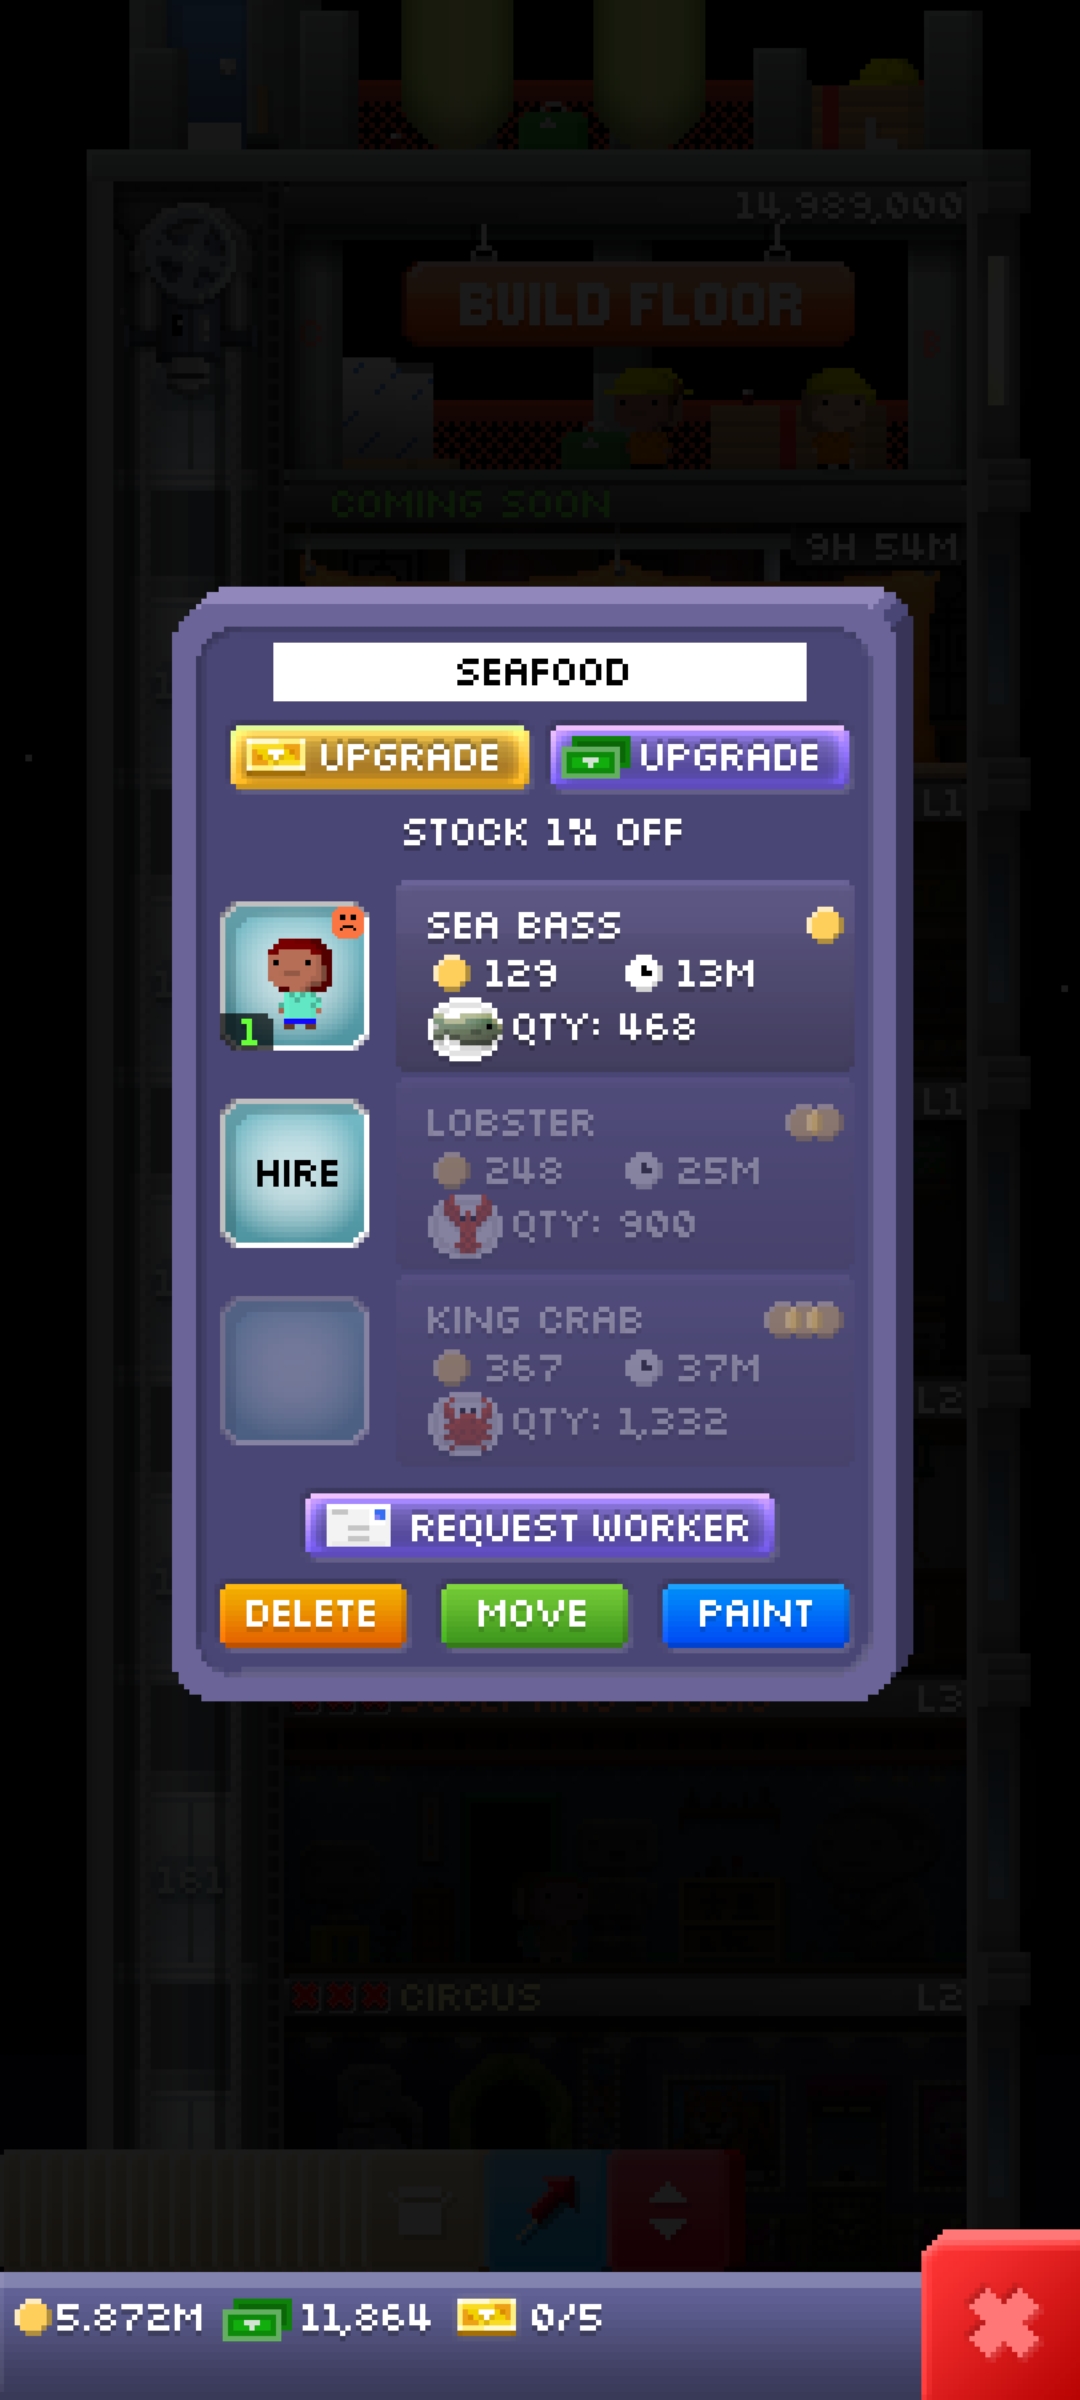 14,989,000
BUILD FLOOR
COMING SOON
9H 54M
SEAFOOD
UPGRADE UPGRADE
L1
STOCK 1% OFF
SEA BASS
129 13M
1 QTY: 468
L1
LOBSTER
248 25M
HIRE
QTY: 900
KING CRAB
367 37M
L2
QTY: 1,332
REQUEST WORKER
DELETE MOVE PAINT
L3
161
CIRCUS L2
5.872M 11,864 0/5